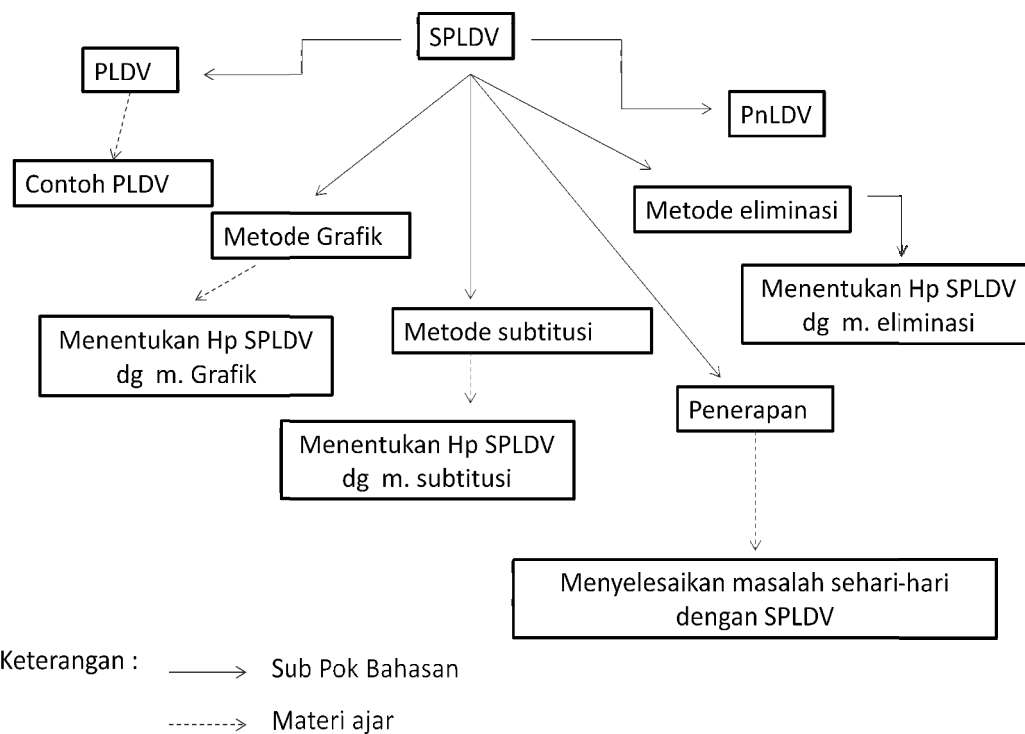 SPLDV
PLDV
PnLDV
Contoh PLDV
Metode eliminasi
Metode Grafik
Menentukan Hp SPLDV
dg m. eliminasi
Metode subtitusi
Menentukan Hp SPLDV
dg m. Grafik
Penerapan
Menentukan Hp SPLDV
dg m. subtitusi
Menyelesaikan masalah sehari-hari
dengan SPLDV
Keterangan :
Sub Pok Bahasan
Materi ajar